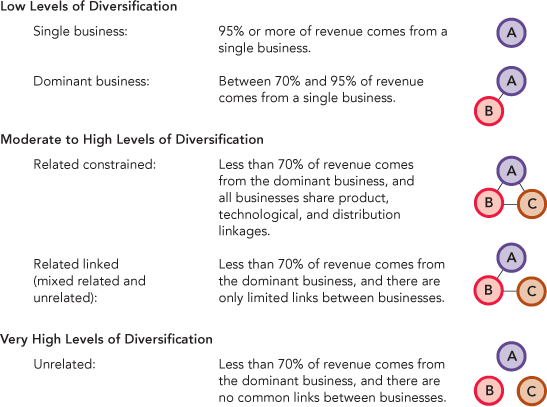 Low Levels of Diversification
Single business: 95% or more of revenue comes from a
single business.
A
Dominant business: Between 70% and 95% of revenue
comes from a single business.
A
B
Moderate to High Levels of Diversification
Related constrained: Less than 70% of revenue comes
from the dominant business, and
all businesses share product,
technological, and distribution
linkages.
A
B C
Related linked Less than 70% of revenue comes from
(mixed related and the dominant business, and there are
unrelated): only limited links between businesses.
A
B C
Very High Levels of Diversification
Unrelated: Less than 70% of revenue comes from
the dominant business, and there are
no common links between businesses.
A
B C